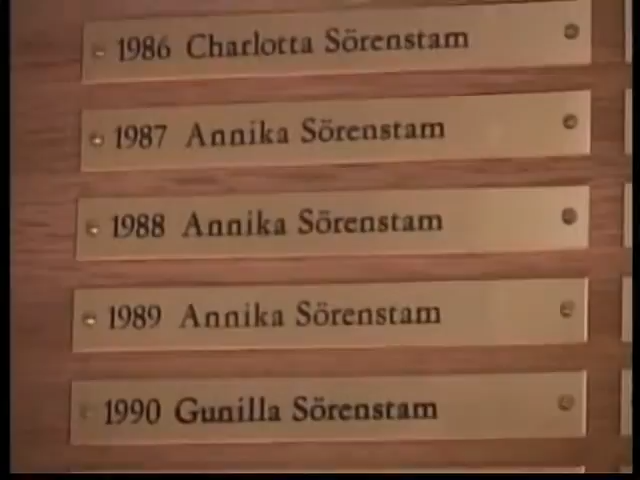 1986 Charlotta Sörenstam
1987 Annika Sörenstam
1988 Annika Sörenstam
1989 Annika Sörenstam
1990 Gunilla Sörenstam